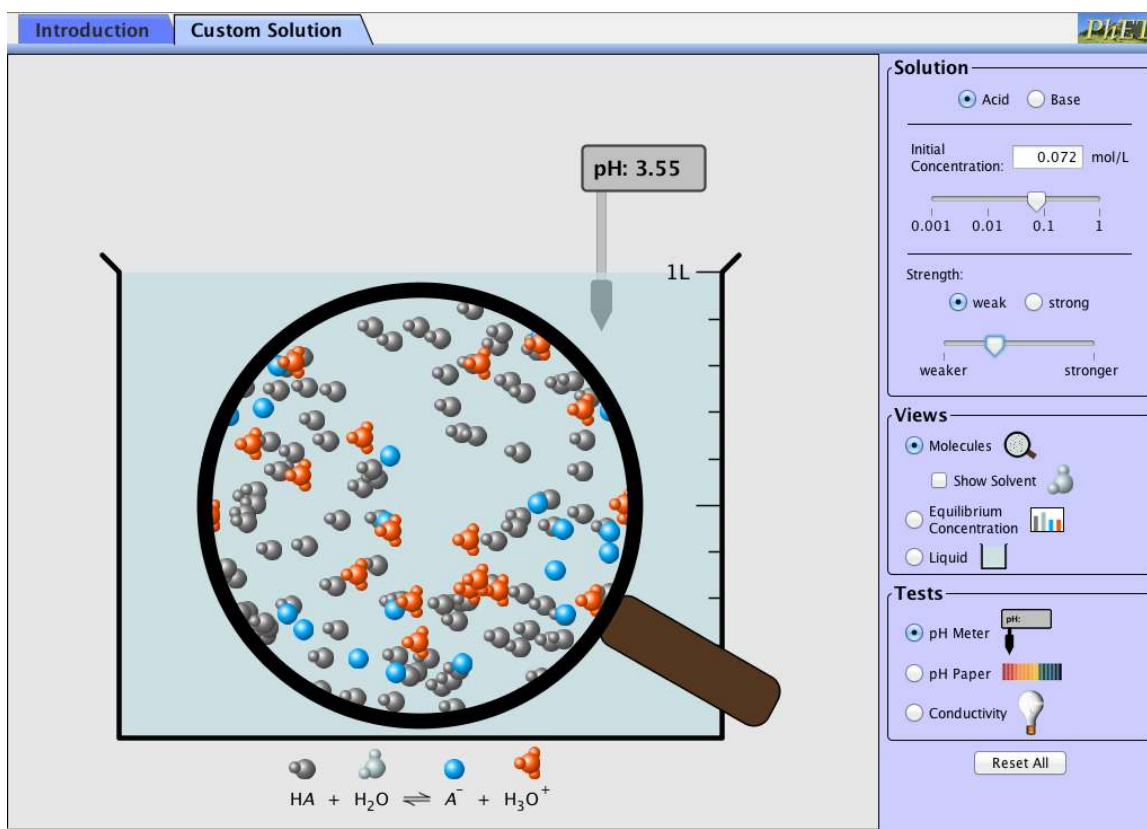 Introduction
Custom Solution
PhET
pH: 3.55
1L
HA + H₂O ⇌ A⁻ + H₃O⁺
Solution
Acid
Base
Initial
Concentration:
0.072 mol/L
0.001 0.01 0.1 1
Strength:
weak
strong
weaker stronger
Views
Molecules
Show Solvent
Equilibrium
Concentration
Liquid
Tests
pH Meter
pH:
pH Paper
Conductivity
Reset All